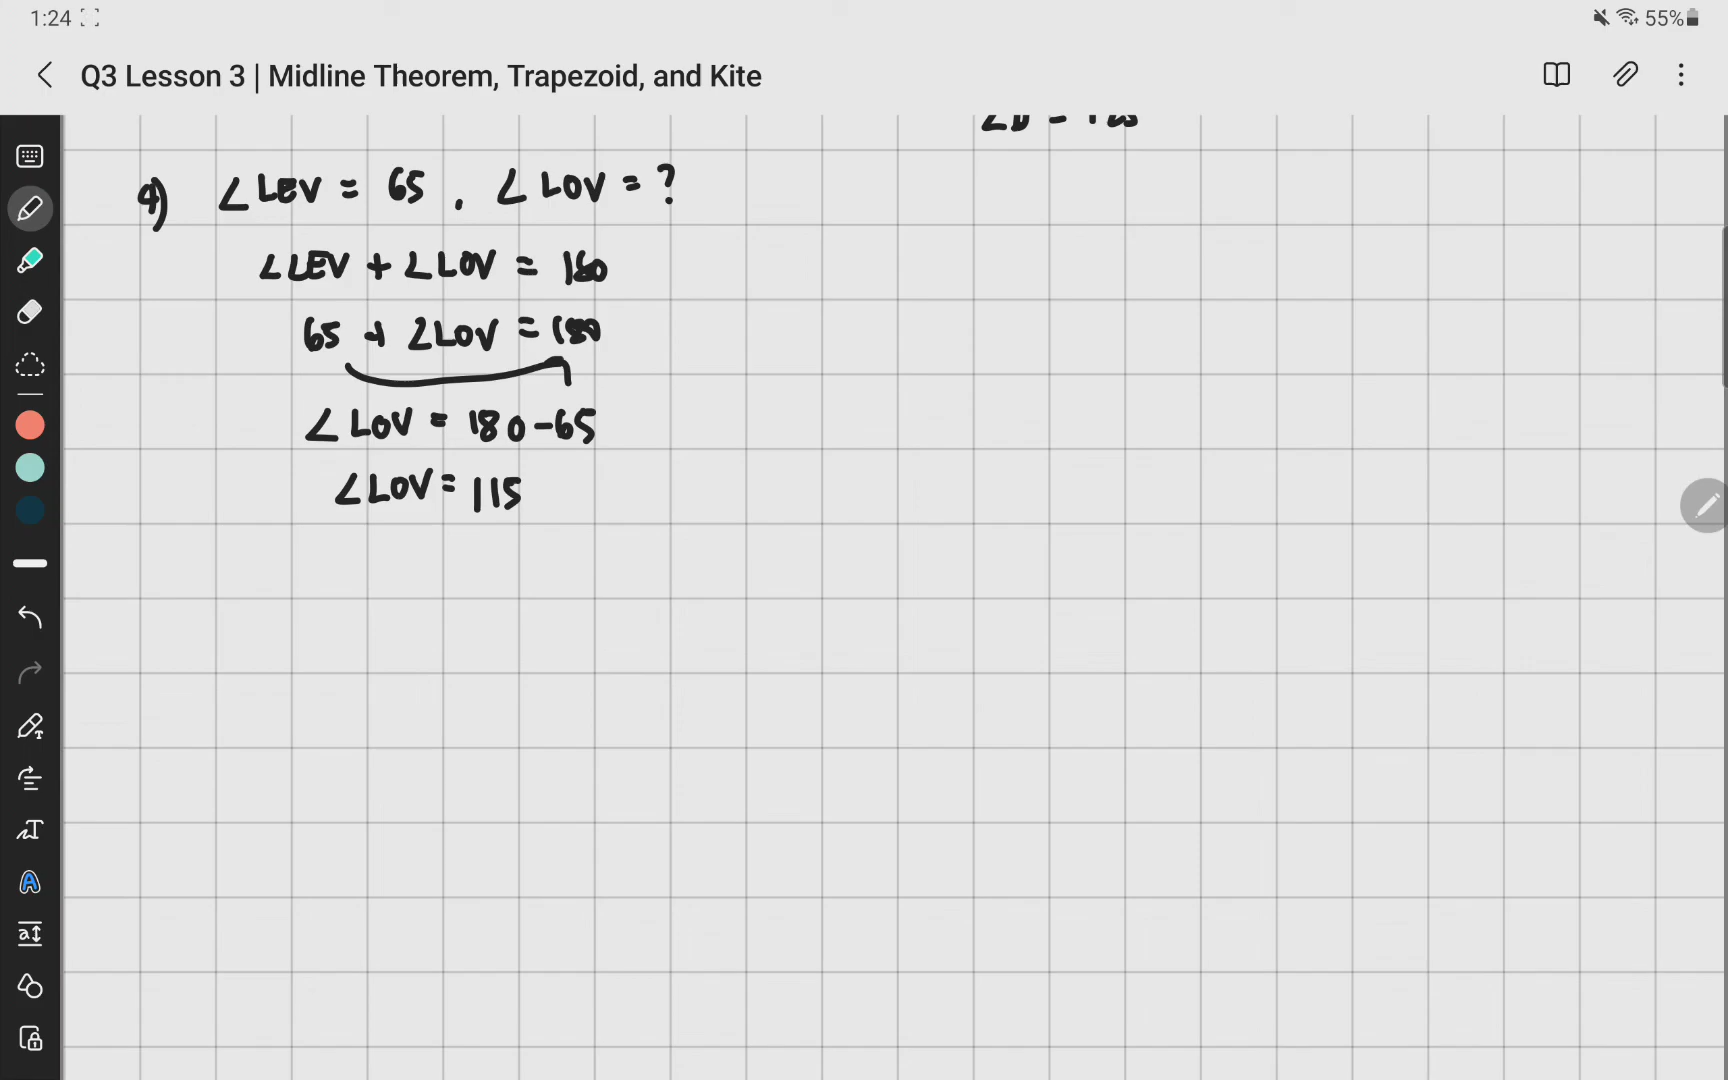 1:24
55%
Q3 Lesson 3 | Midline Theorem, Trapezoid, and Kite
4) ∠LEV = 65 , ∠LOV = ?
∠LEV + ∠LOV = 180
65 + ∠LOV = 180
∠LOV = 180-65
∠LOV = 115